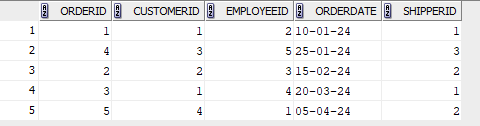 ORDERID CUSTOMERID EMPLOYEEID ORDERDATE SHIPPERID
1 1 1 2 10-01-24 1
2 4 3 5 25-01-24 3
3 2 2 3 15-02-24 2
4 3 1 4 20-03-24 1
5 5 4 1 05-04-24 2